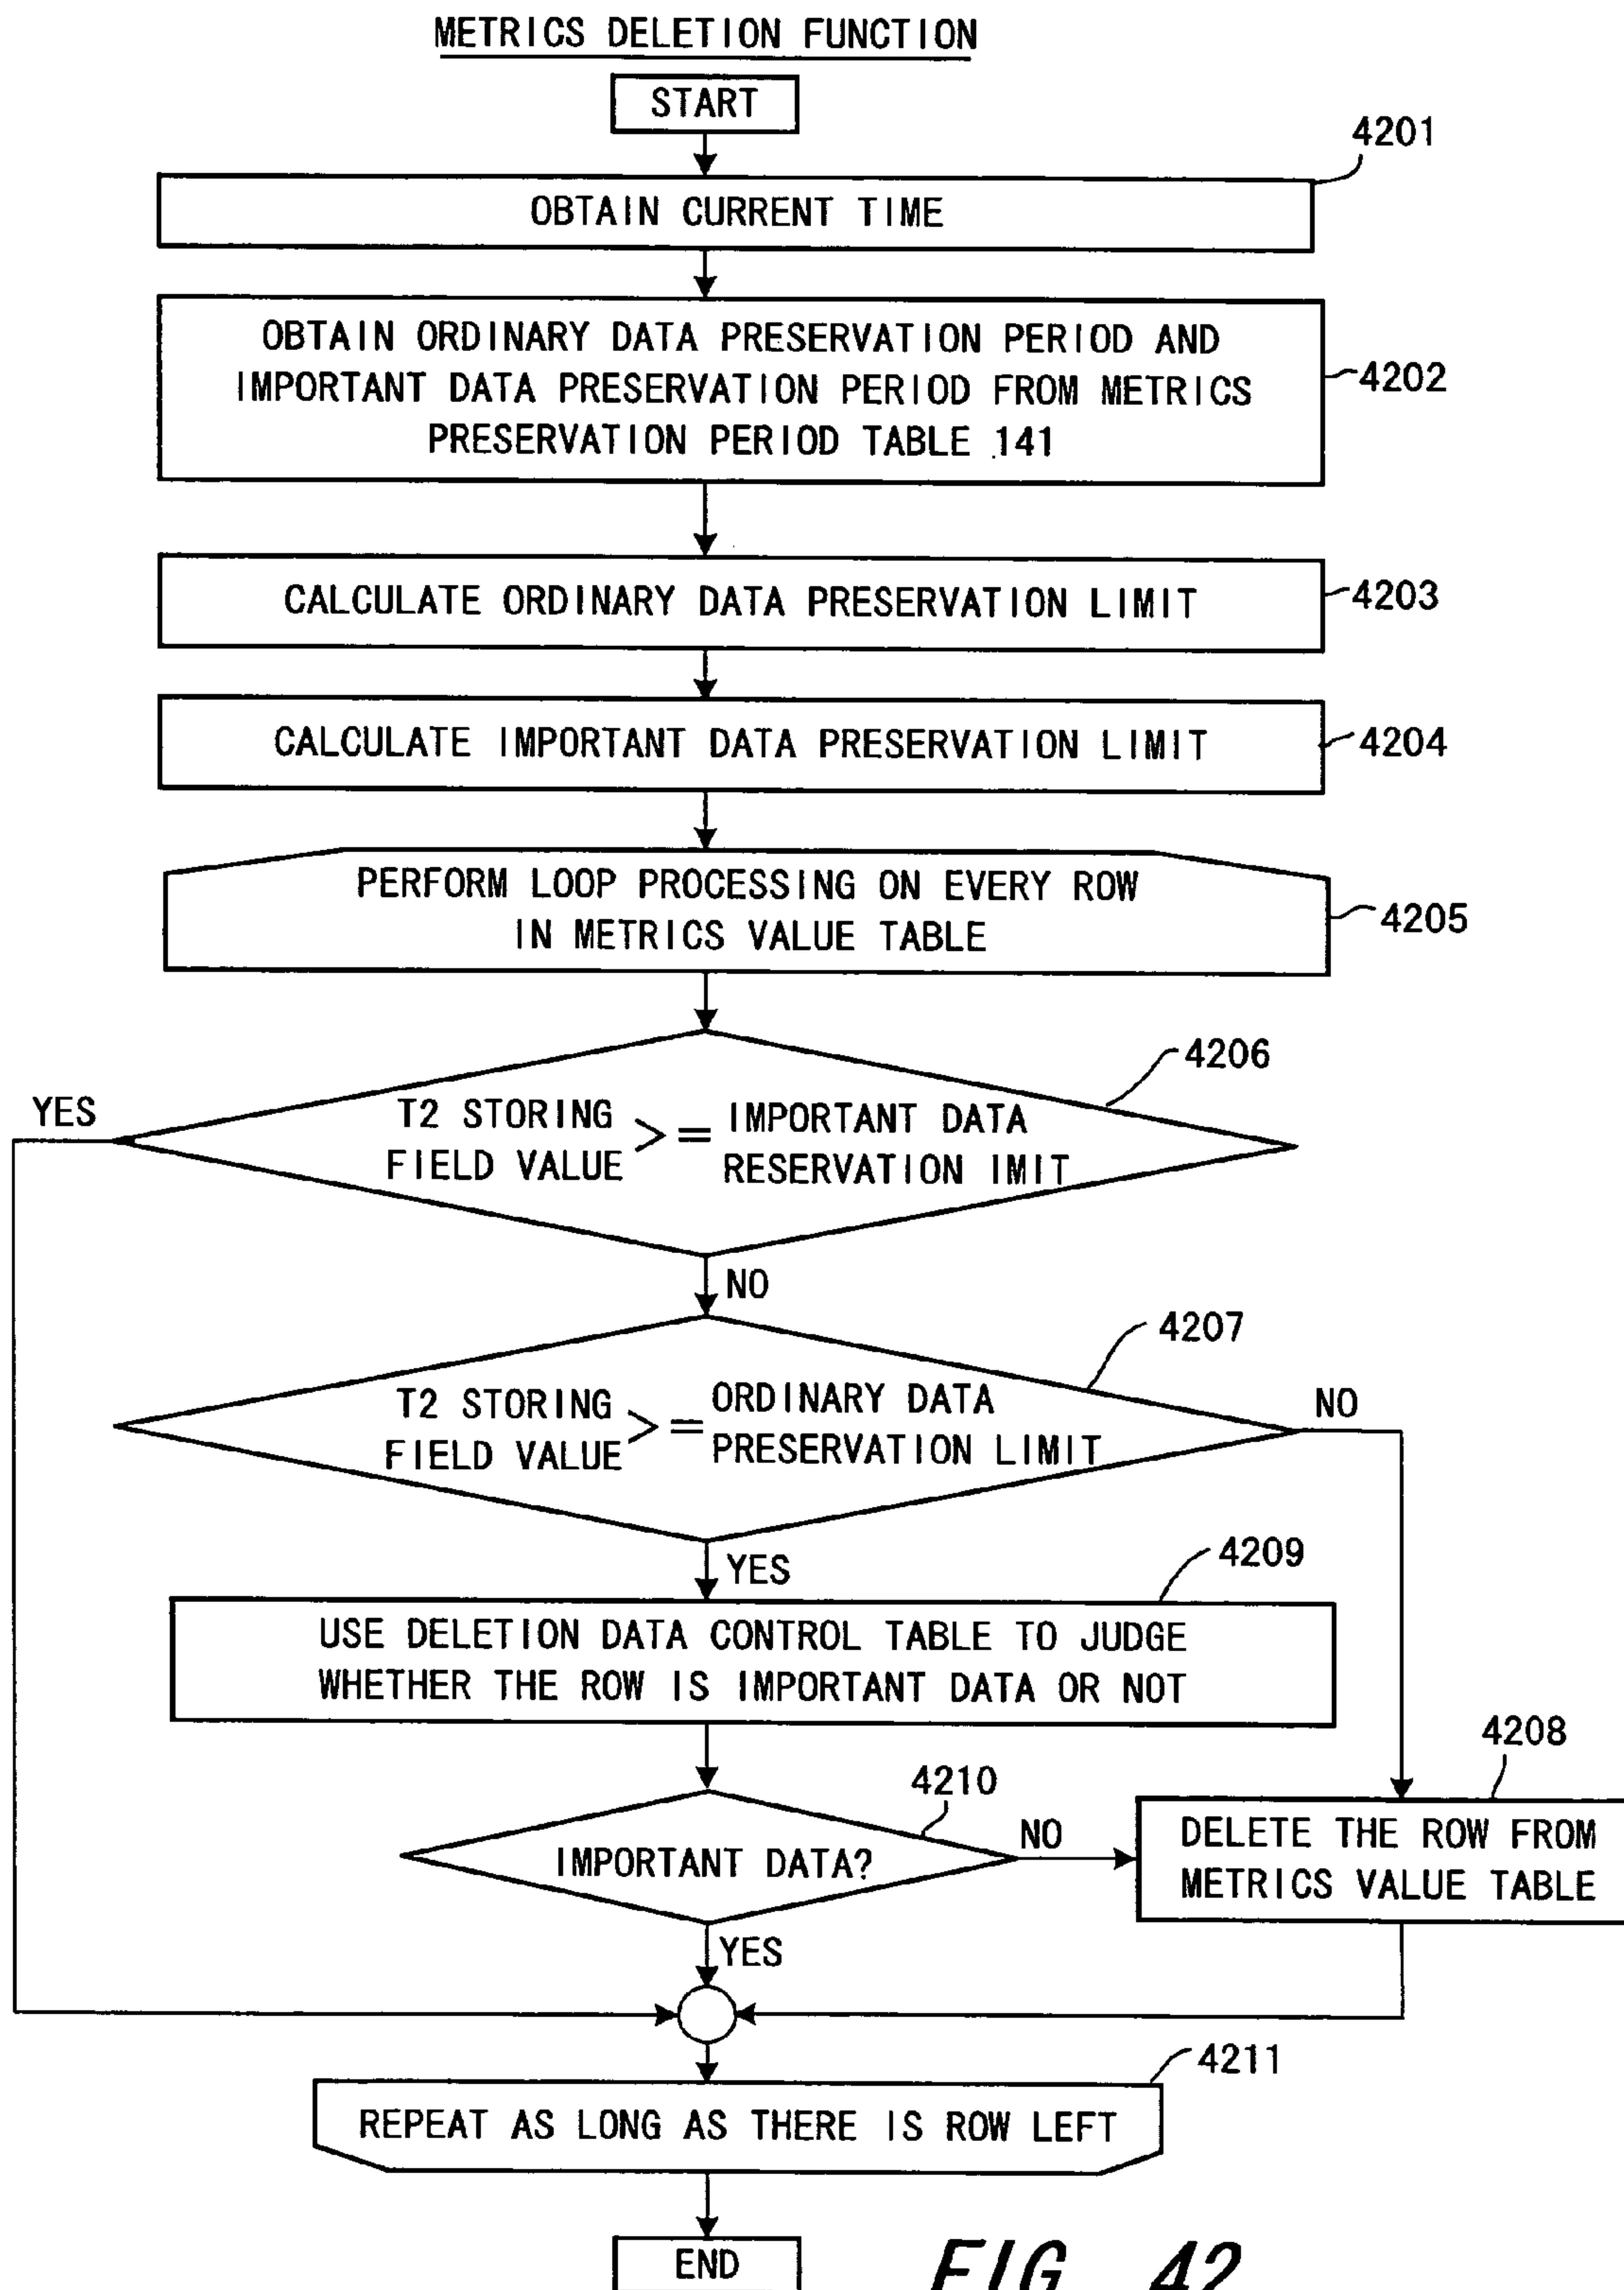 METRICS DELETION FUNCTION
START
4201
OBTAIN CURRENT TIME
OBTAIN ORDINARY DATA PRESERVATION PERIOD AND
IMPORTANT DATA PRESERVATION PERIOD FROM METRICS
PRESERVATION PERIOD TABLE 141
4202
CALCULATE ORDINARY DATA PRESERVATION LIMIT
4203
CALCULATE IMPORTANT DATA PRESERVATION LIMIT
4204
PERFORM LOOP PROCESSING ON EVERY ROW
IN METRICS VALUE TABLE
4205
4206
YES
T2 STORING
FIELD VALUE
>=
IMPORTANT DATA
RESERVATION IMIT
NO
4207
T2 STORING
FIELD VALUE
>=
ORDINARY DATA
PRESERVATION LIMIT
NO
YES
4209
USE DELETION DATA CONTROL TABLE TO JUDGE
WHETHER THE ROW IS IMPORTANT DATA OR NOT
4208
4210
IMPORTANT DATA?
NO
DELETE THE ROW FROM
METRICS VALUE TABLE
YES
4211
REPEAT AS LONG AS THERE IS ROW LEFT
END
FIG. 42